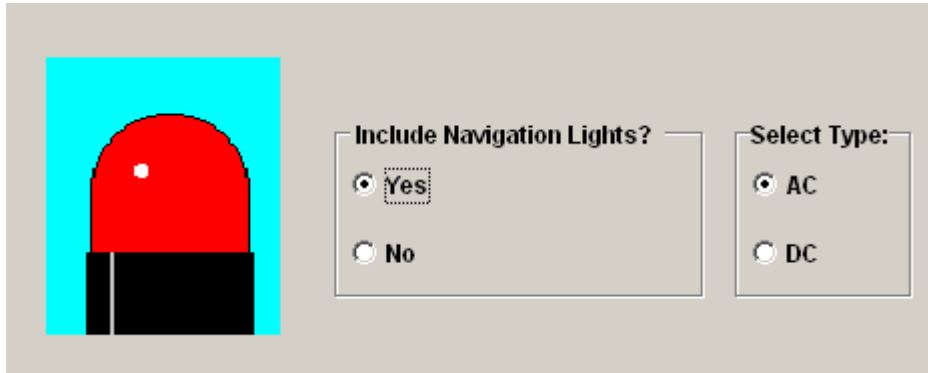 Include Navigation Lights?
Yes
No
Select Type:
AC
DC